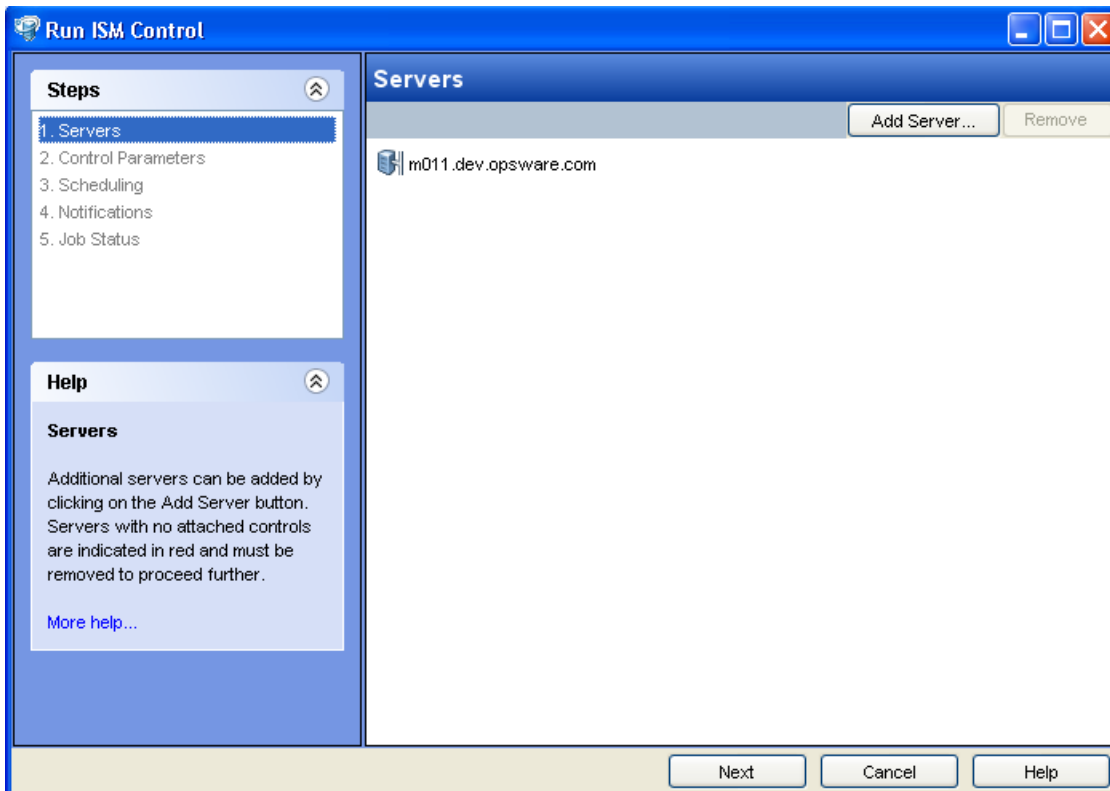 Run ISM Control
Steps
1. Servers
2. Control Parameters
3. Scheduling
4. Notifications
5. Job Status
Help
Servers
Additional servers can be added by
clicking on the Add Server button.
Servers with no attached controls
are indicated in red and must be
removed to proceed further.
More help...
Servers
Add Server...
Remove
m011.dev.opsware.com
Next
Cancel
Help